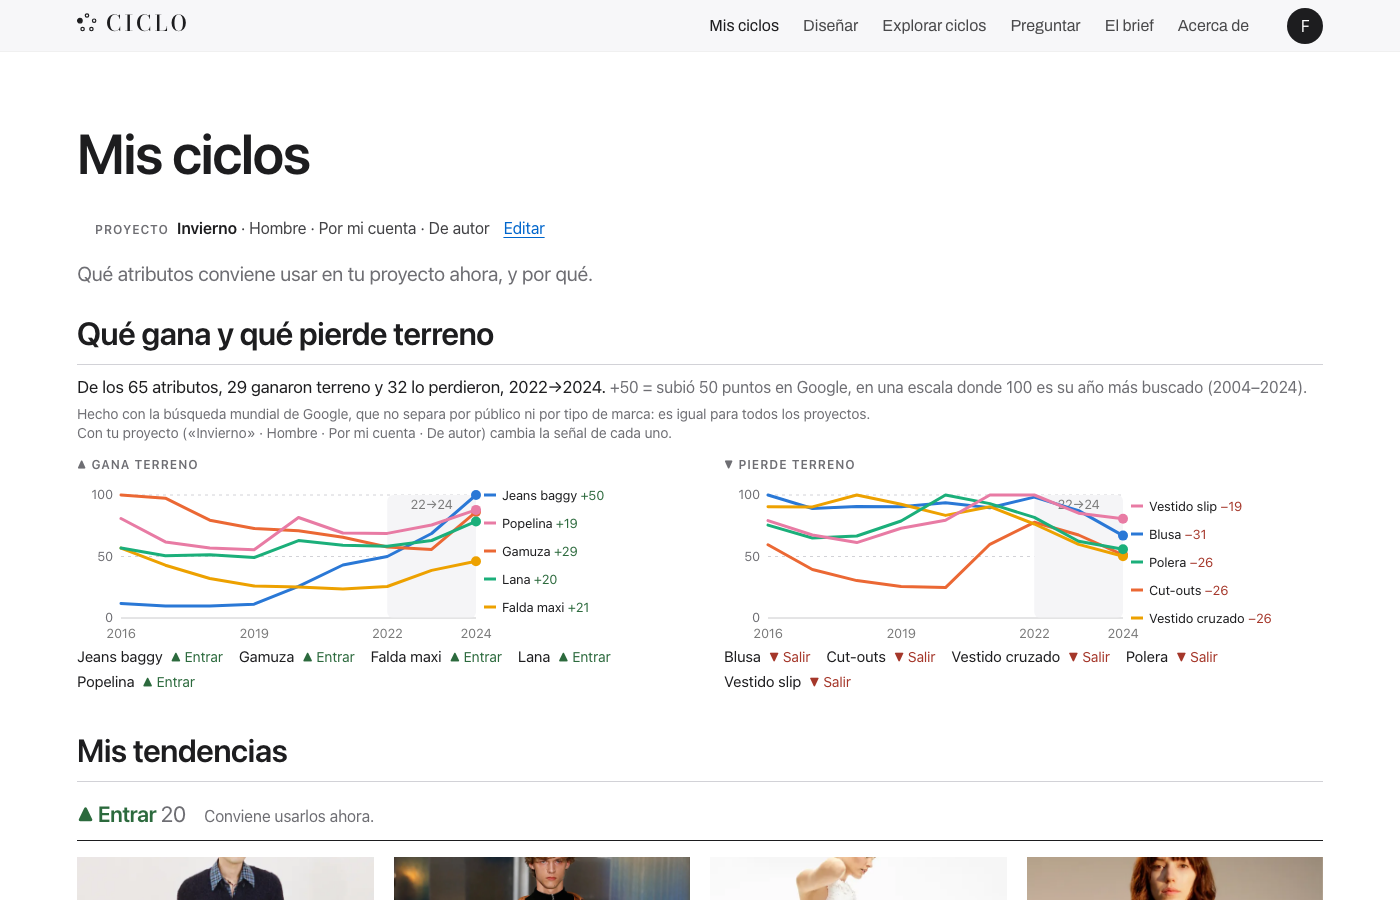 CICLO
Mis ciclos
Diseñar
Explorar ciclos
Preguntar
El brief
Acerca de
F
Mis ciclos
PROYECTO Invierno · Hombre · Por mi cuenta · De autor Editar
Qué atributos conviene usar en tu proyecto ahora, y por qué.
Qué gana y qué pierde terreno
De los 65 atributos, 29 ganaron terreno y 32 lo perdieron, 2022→2024. +50 = subió 50 puntos en Google, en una escala donde 100 es su año más buscado (2004–2024).
Hecho con la búsqueda mundial de Google, que no separa por público ni por tipo de marca: es igual para todos los proyectos.
Con tu proyecto («Invierno» · Hombre · Por mi cuenta · De autor) cambia la señal de cada uno.
▲ GANA TERRENO
100
50
0
2016
2019
2022
2024
22→24
Jeans baggy +50
Popelina +19
Gamuza +29
Lana +20
Falda maxi +21
Jeans baggy ▲ Entrar Gamuza ▲ Entrar Falda maxi ▲ Entrar Lana ▲ Entrar
Popelina ▲ Entrar
▼ PIERDE TERRENO
100
50
0
2016
2019
2022
2024
22→24
Vestido slip −19
Blusa −31
Polera −26
Cut-outs −26
Vestido cruzado −26
Blusa ▼ Salir Cut-outs ▼ Salir Vestido cruzado ▼ Salir Polera ▼ Salir
Vestido slip ▼ Salir
Mis tendencias
▲ Entrar 20 Conviene usarlos ahora.